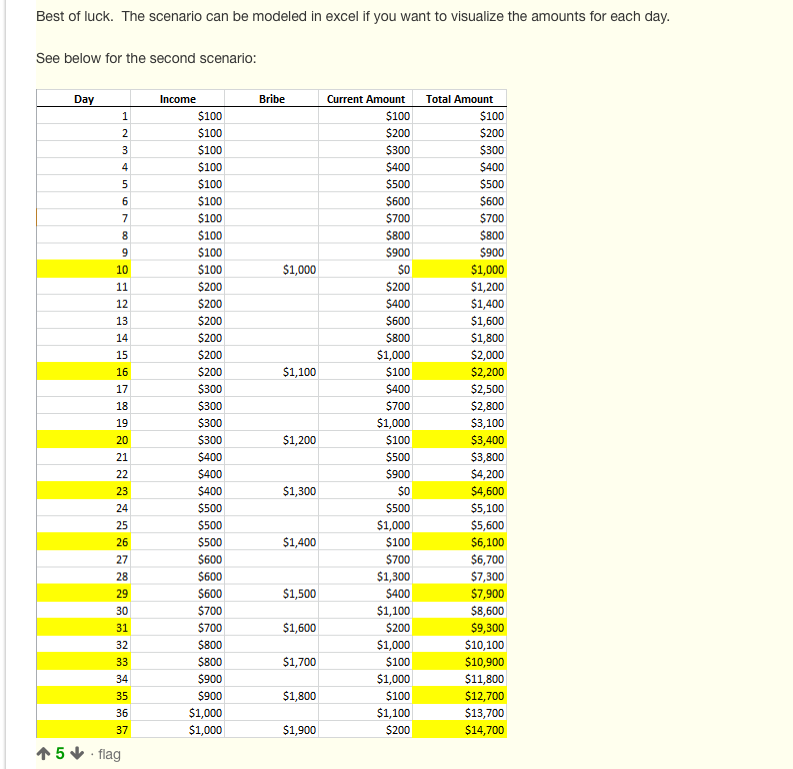 Best of luck.  The scenario can be modeled in excel if you want to visualize the amounts for each day.
See below for the second scenario:
Day Income Bribe Current Amount Total Amount
1 $100 $100 $100
2 $100 $200 $200
3 $100 $300 $300
4 $100 $400 $400
5 $100 $500 $500
6 $100 $600 $600
7 $100 $700 $700
8 $100 $800 $800
9 $100 $900 $900
10 $100 $1,000 $0 $1,000
11 $200 $200 $1,200
12 $200 $400 $1,400
13 $200 $600 $1,600
14 $200 $800 $1,800
15 $200 $1,000 $2,000
16 $200 $1,100 $100 $2,200
17 $300 $400 $2,500
18 $300 $700 $2,800
19 $300 $1,000 $3,100
20 $300 $1,200 $100 $3,400
21 $400 $500 $3,800
22 $400 $900 $4,200
23 $400 $1,300 $0 $4,600
24 $500 $500 $5,100
25 $500 $1,000 $5,600
26 $500 $1,400 $100 $6,100
27 $600 $700 $6,700
28 $600 $1,300 $7,300
29 $600 $1,500 $400 $7,900
30 $700 $1,100 $8,600
31 $700 $1,600 $200 $9,300
32 $800 $1,000 $10,100
33 $800 $1,700 $100 $10,900
34 $900 $1,000 $11,800
35 $900 $1,800 $100 $12,700
36 $1,000 $1,100 $13,700
37 $1,000 $1,900 $200 $14,700
5 · flag